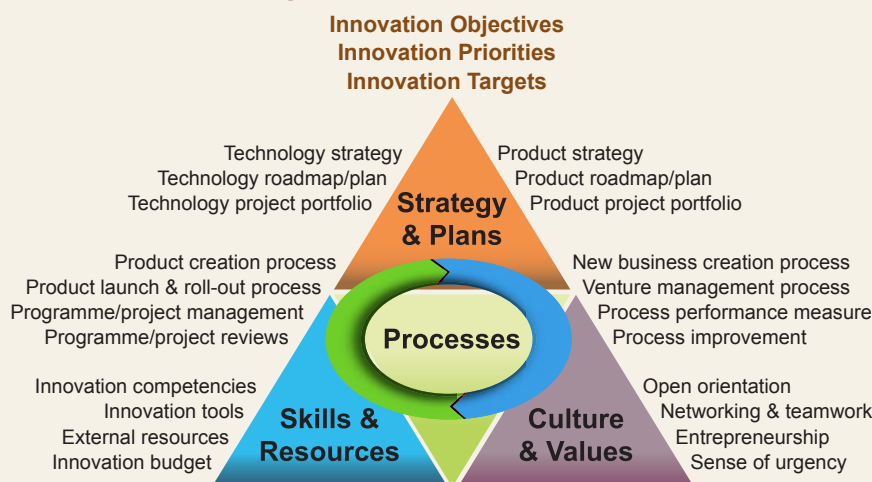 Innovation Objectives
Innovation Priorities
Innovation Targets
Technology strategy
Technology roadmap/plan
Technology project portfolio
Product strategy
Product roadmap/plan
Product project portfolio
Strategy
& Plans
Product creation process
Product launch & roll-out process
Programme/project management
Programme/project reviews
New business creation process
Venture management process
Process performance measure
Process improvement
Processes
Innovation competencies
Innovation tools
External resources
Innovation budget
Skills &
Resources
Culture
& Values
Open orientation
Networking & teamwork
Entrepreneurship
Sense of urgency